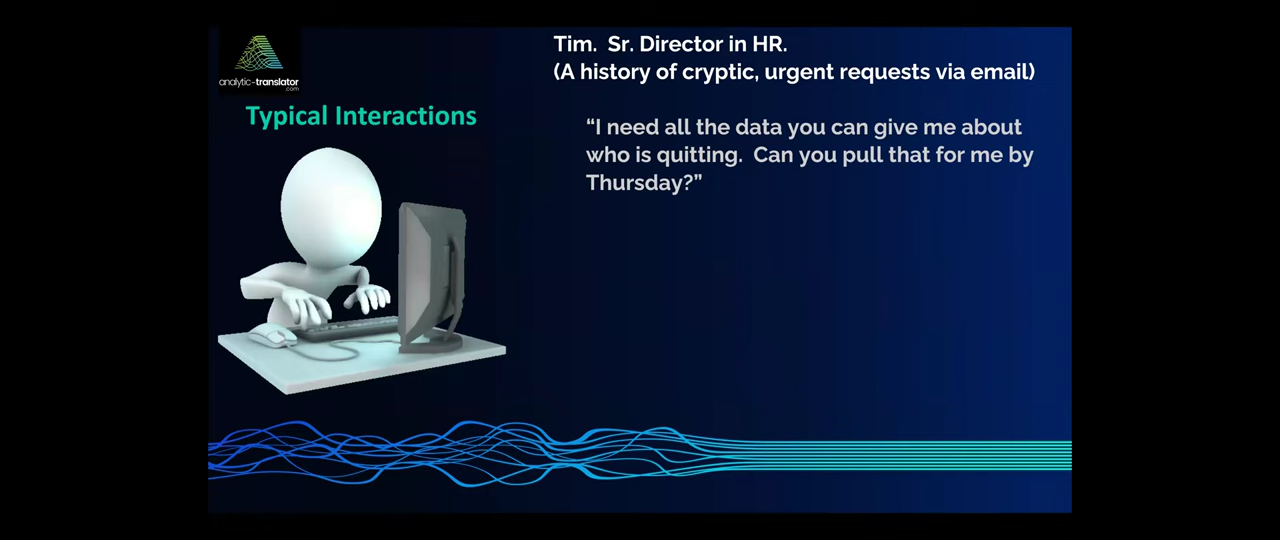 analytic-translator
.com
Typical Interactions
Tim.  Sr. Director in HR.
(A history of cryptic, urgent requests via email)
“I need all the data you can give me about
who is quitting.  Can you pull that for me by
Thursday?”